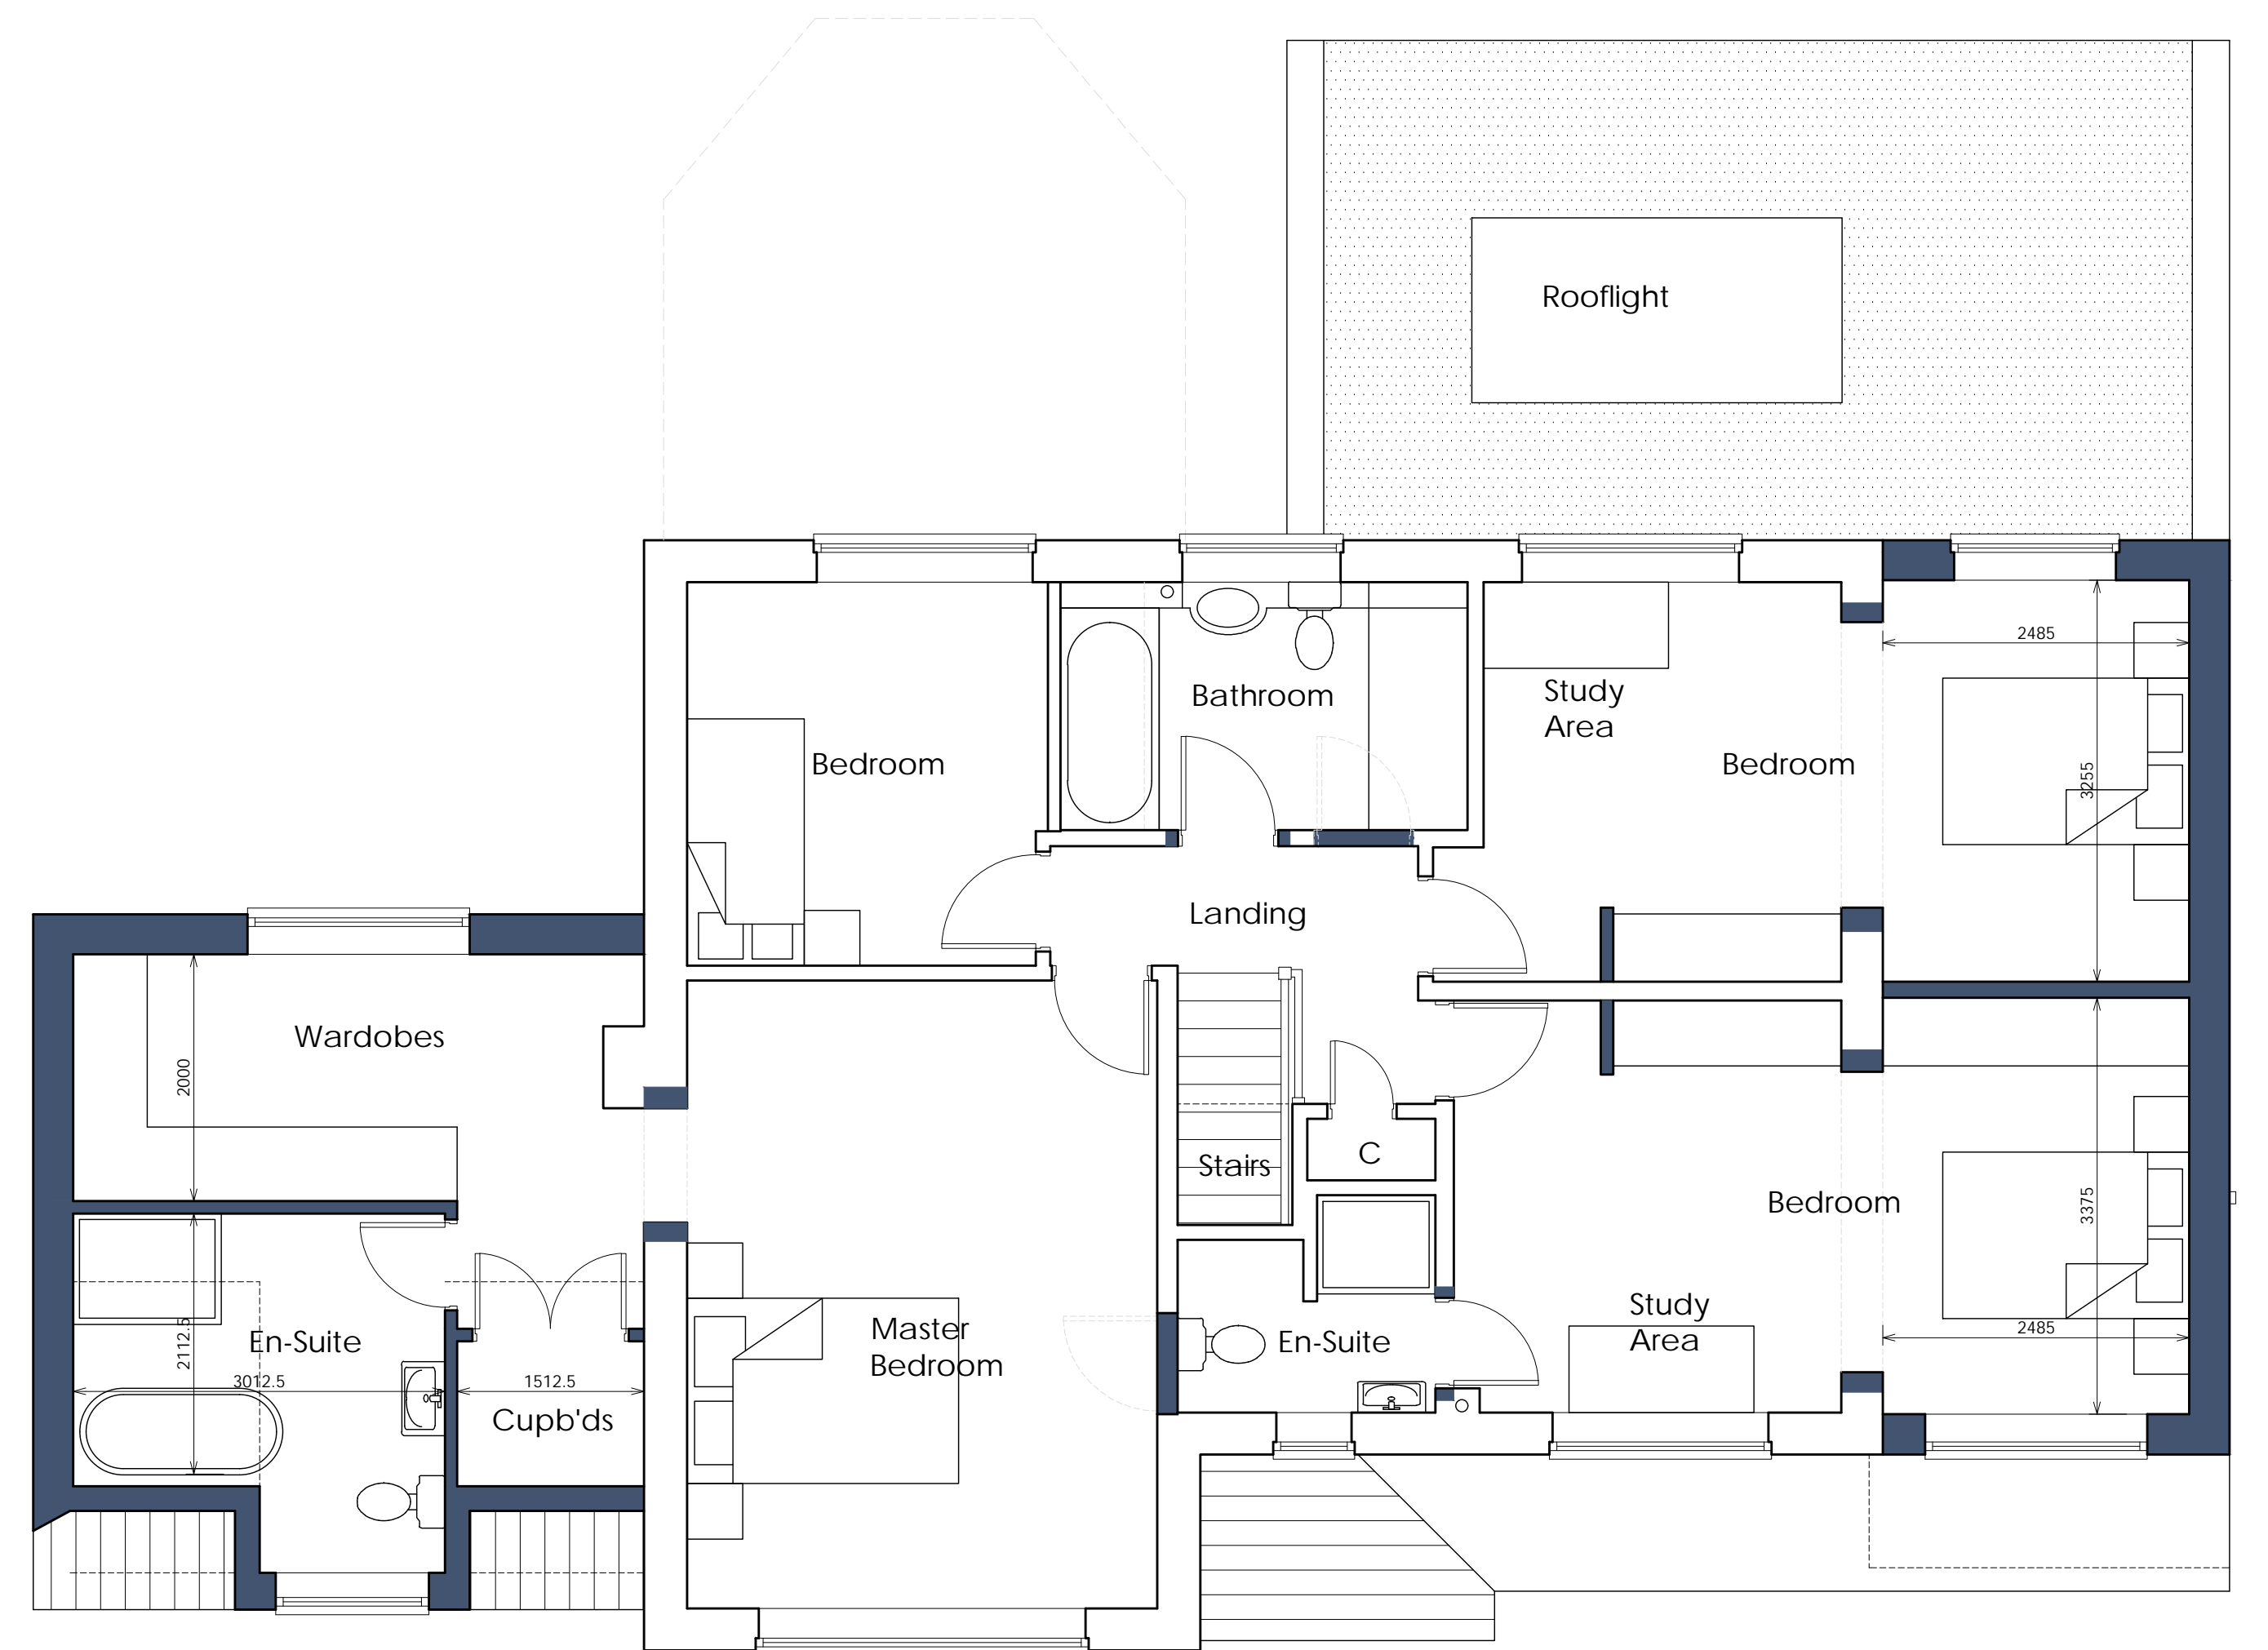 Rooflight
2485
Study
Area
Bathroom
Bedroom
Bedroom
3255
Landing
Wardobes
2000
Stairs
C
Bedroom
3375
Study
Area
2485
Master
Bedroom
En-Suite
En-Suite
2112.5
3012.5
1512.5
Cupb'ds